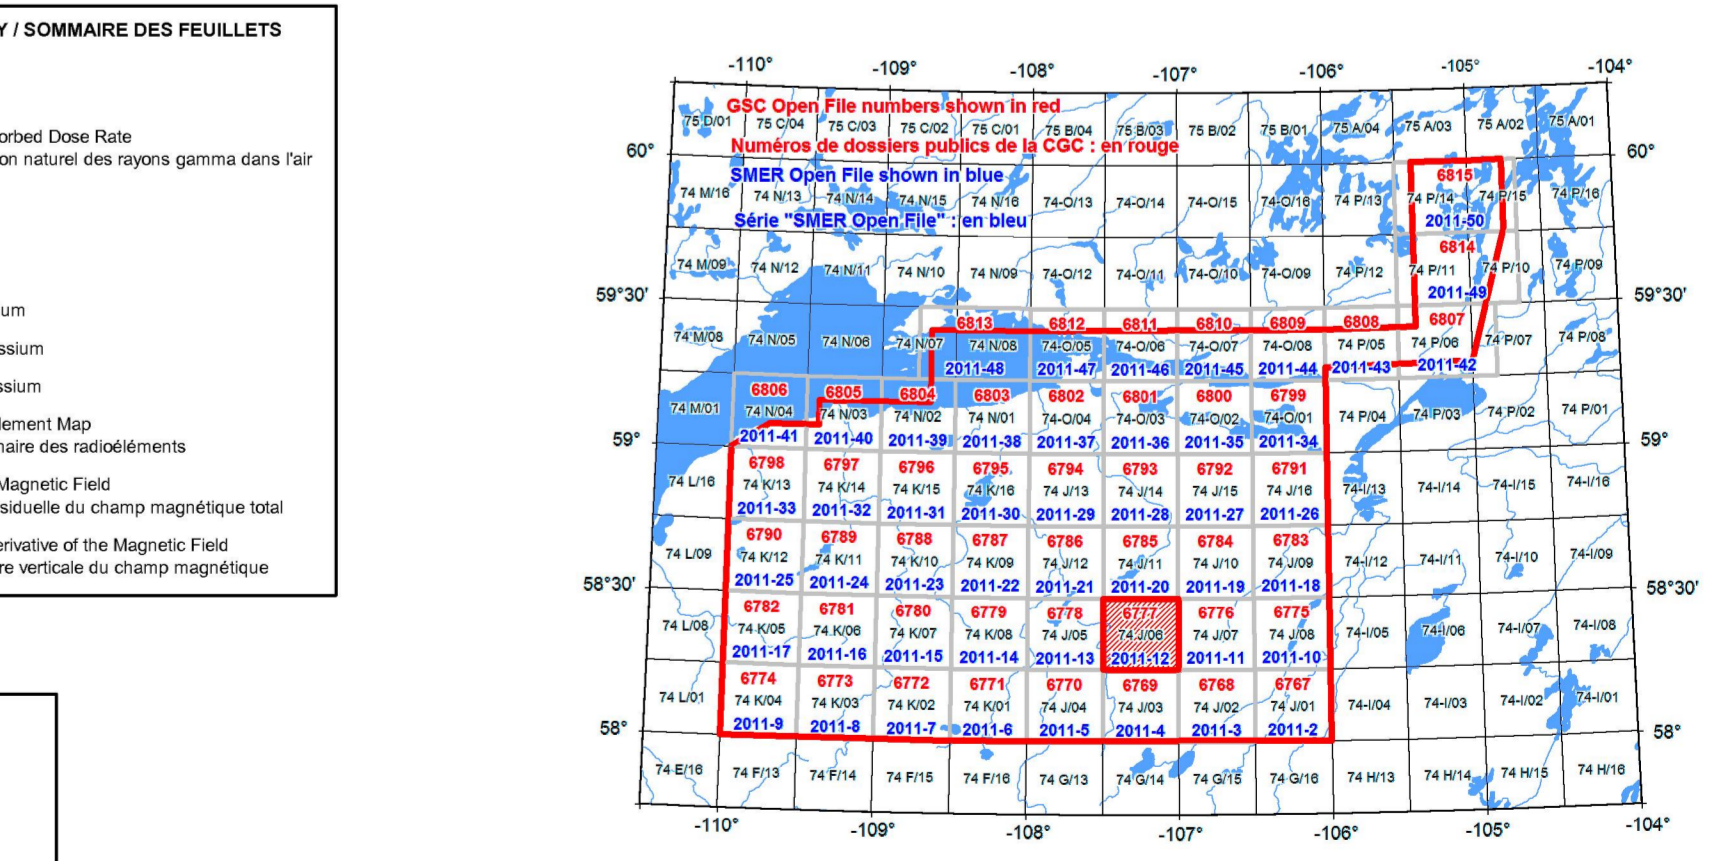 Y / SOMMAIRE DES FEUILLETS
orbed Dose Rate
on naturel des rayons gamma dans l'air
um
ssium
ssium
lement Map
naire des radioéléments
Magnetic Field
siduelle du champ magnétique total
erivative of the Magnetic Field
re verticale du champ magnétique
-110° -109° -108° -107° -106° -105° -104°
GSC Open File numbers shown in red
75 D/01 75 C/04 75 C/03 75 C/02 75 C/01 75 B/04 75 B/03 75 B/02 75 B/01 75 A/04 75 A/03 75 A/02 75 A/01
Numéros de dossiers publics de la CGC : en rouge
60° 60°
SMER Open File shown in blue
6815
74 M/16 74 N/13 74 N/14 74 N/15 74 N/16 74-O/13 74-O/14 74-O/15 74-O/16 74 P/13 74 P/14 74 P/15 74 P/16
Série "SMER Open File" : en bleu
2011-50
6814
74 M/09 74 N/12 74 N/11 74 N/10 74 N/09 74-O/12 74-O/11 74-O/10 74-O/09 74 P/12 74 P/11 74 P/10 74 P/09
2011-49
59°30' 59°30'
6813 6812 6811 6810 6809 6808 6807
74 M/08 74 N/05 74 N/06 74 N/07 74 N/08 74-O/05 74-O/06 74-O/07 74-O/08 74 P/05 74 P/06 74 P/07 74 P/08
2011-48 2011-47 2011-46 2011-45 2011-44 2011-43 2011-42
6806 6805 6804 6803 6802 6801 6800 6799
74 M/01 74 N/04 74 N/03 74 N/02 74 N/01 74-O/04 74-O/03 74-O/02 74-O/01 74 P/04 74 P/03 74 P/02 74 P/01
2011-41 2011-40 2011-39 2011-38 2011-37 2011-36 2011-35 2011-34
59° 59°
6798 6797 6796 6795 6794 6793 6792 6791
74 L/16 74 K/13 74 K/14 74 K/15 74 K/16 74 J/13 74 J/14 74 J/15 74 J/16 74-I/13 74-I/14 74-I/15 74-I/16
2011-33 2011-32 2011-31 2011-30 2011-29 2011-28 2011-27 2011-26
6790 6789 6788 6787 6786 6785 6784 6783
74 L/09 74 K/12 74 K/11 74 K/10 74 K/09 74 J/12 74 J/11 74 J/10 74 J/09 74-I/12 74-I/11 74-I/10 74-I/09
2011-25 2011-24 2011-23 2011-22 2011-21 2011-20 2011-19 2011-18
58°30' 58°30'
6782 6781 6780 6779 6778 6777 6776 6775
74 L/08 74 K/05 74 K/06 74 K/07 74 K/08 74 J/05 74 J/06 74 J/07 74 J/08 74-I/05 74-I/06 74-I/07 74-I/08
2011-17 2011-16 2011-15 2011-14 2011-13 2011-12 2011-11 2011-10
6774 6773 6772 6771 6770 6769 6768 6767
74 L/01 74 K/04 74 K/03 74 K/02 74 K/01 74 J/04 74 J/03 74 J/02 74 J/01 74-I/04 74-I/03 74-I/02 74-I/01
2011-9 2011-8 2011-7 2011-6 2011-5 2011-4 2011-3 2011-2
58° 58°
74 E/16 74 F/13 74 F/14 74 F/15 74 F/16 74 G/13 74 G/14 74 G/15 74 G/16 74 H/13 74 H/14 74 H/15 74 H/16
-110° -109° -108° -107° -106° -105° -104°